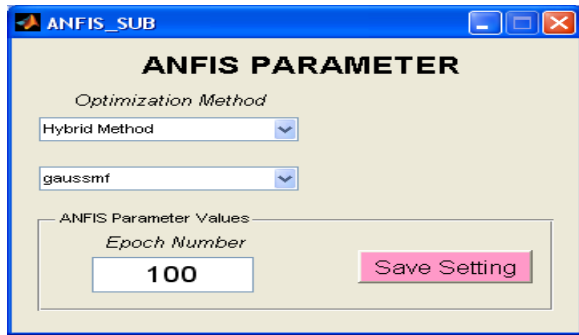 ANFIS_SUB
ANFIS PARAMETER
Optimization Method
Hybrid Method
gaussmf
ANFIS Parameter Values
Epoch Number
100
Save Setting